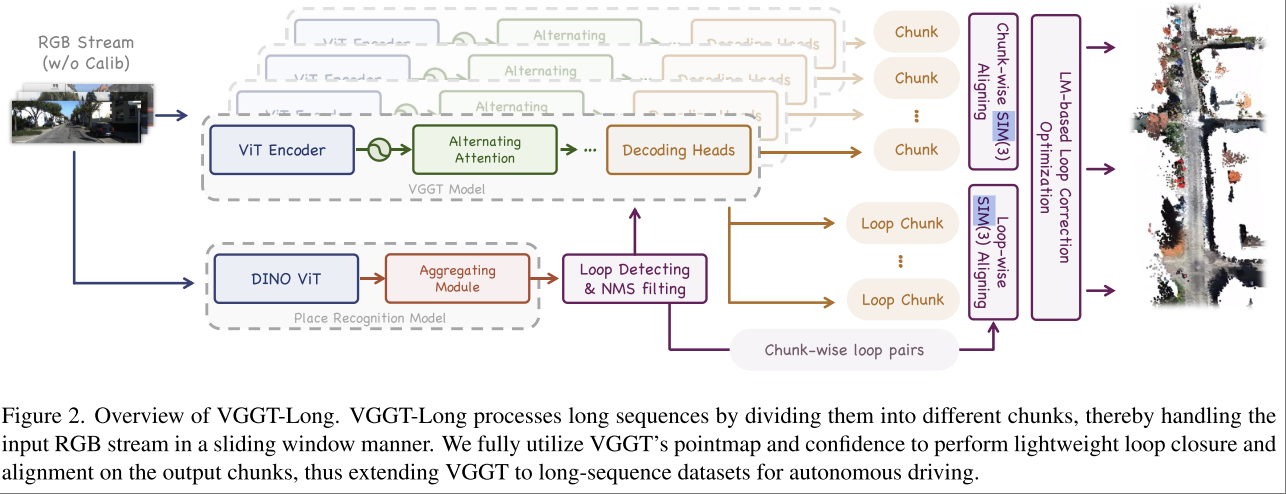 RGB Stream
(w/o Calib)
ViT Encoder
Alternating
Decoding Heads
Chunk
ViT Encoder
Alternating
Decoding Heads
Chunk
ViT Encoder
Alternating
Decoding Heads
ViT Encoder
Alternating
Attention
...
Decoding Heads
Chunk
VGGT Model
Chunk-wise SIM(3)
Aligning
LM-based Loop Correction
Optimization
Loop Chunk
Loop-wise
SIM(3) Aligning
DINO ViT
Aggregating
Module
Loop Detecting
& NMS filting
Loop Chunk
Place Recognition Model
Chunk-wise loop pairs
Figure 2. Overview of VGGT-Long. VGGT-Long processes long sequences by dividing them into different chunks, thereby handling the
input RGB stream in a sliding window manner. We fully utilize VGGT's pointmap and confidence to perform lightweight loop closure and
alignment on the output chunks, thus extending VGGT to long-sequence datasets for autonomous driving.